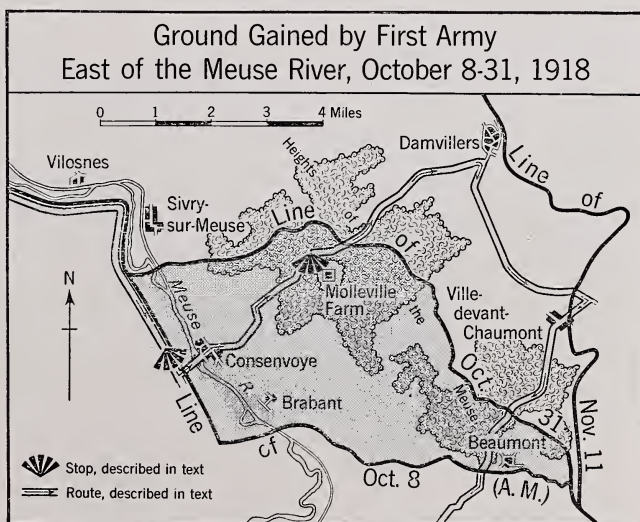 Ground Gained by First Army
East of the Meuse River, October 8-31, 1918
0 1 2 3 4 Miles
Vilosnes
Sivry-
sur-Meuse
Damvillers
Heights
of
the
Meuse
Line of
Line of Oct. 31
N
Meuse R.
Molleville
Farm
Ville-
devant-
Chaumont
Consenvoye
Brabant
Beaumont
Nov. 11
Line of Oct. 8
(A. M.)
Stop, described in text
Route, described in text